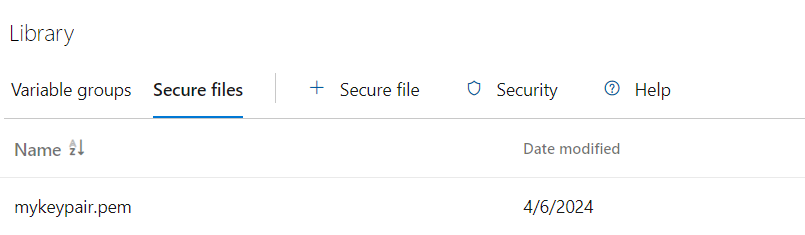 Library
Variable groups Secure files + Secure file Security Help
Name Date modified
mykeypair.pem 4/6/2024